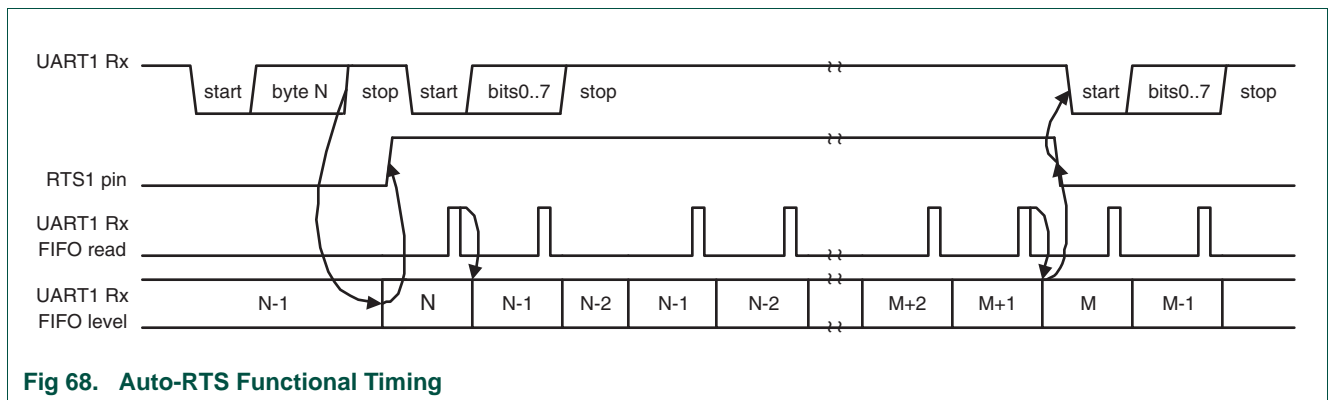 UART1 Rx
start byte N stop start bits0..7 stop start bits0..7 stop
RTS1 pin
UART1 Rx
FIFO read
UART1 Rx
FIFO level
N-1 N N-1 N-2 N-1 N-2 M+2 M+1 M M-1
Fig 68. Auto-RTS Functional Timing